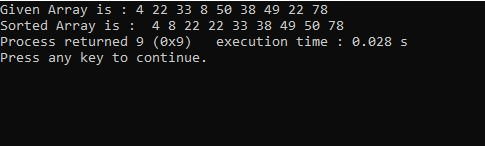 Given Array is : 4 22 33 8 50 38 49 22 78
Sorted Array is :  4 8 22 22 33 38 49 50 78
Process returned 9 (0x9)   execution time : 0.028 s
Press any key to continue.